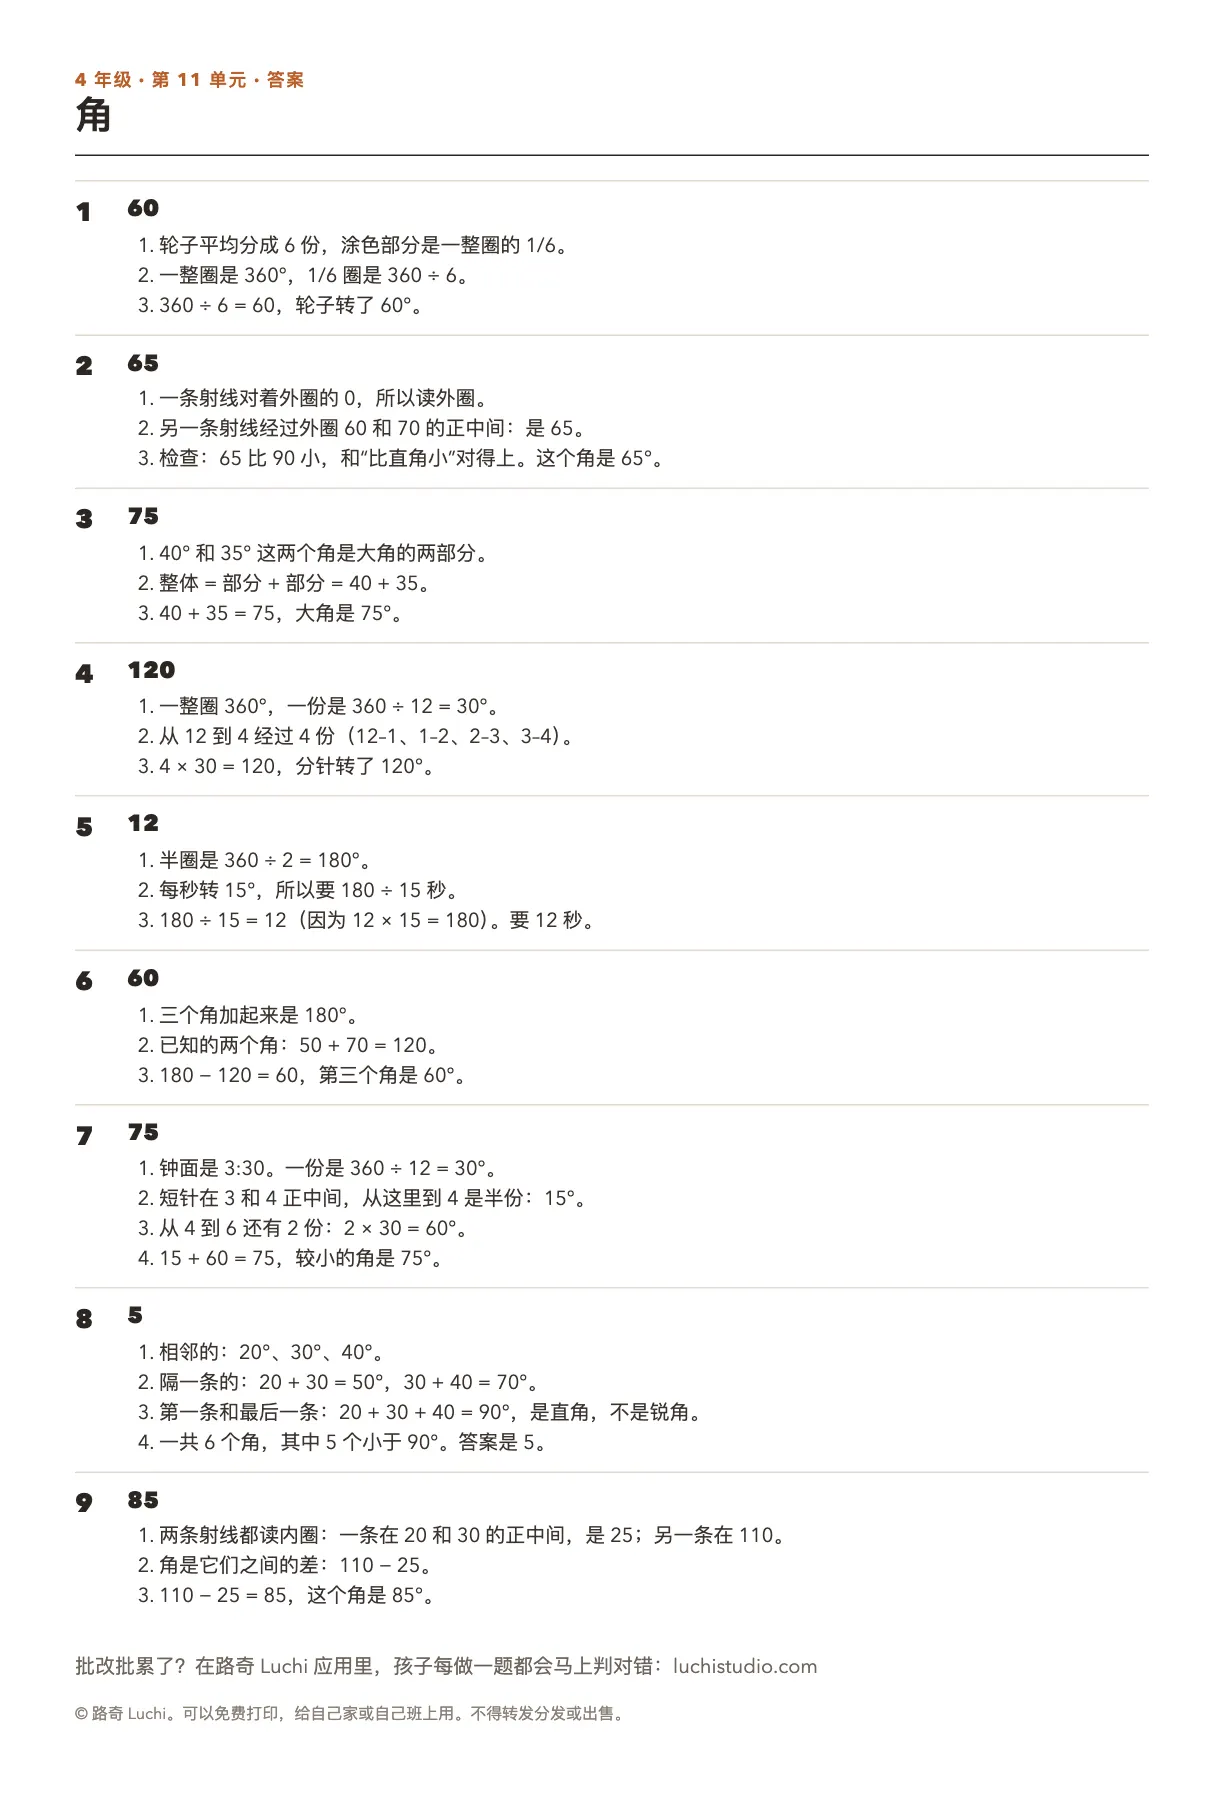 4 年级 · 第 11 单元 · 答案
角
1 60
1. 轮子平均分成 6 份，涂色部分是一整圈的 1/6。
2. 一整圈是 360°，1/6 圈是 360 ÷ 6。
3. 360 ÷ 6 = 60，轮子转了 60°。
2 65
1. 一条射线对着外圈的 0，所以读外圈。
2. 另一条射线经过外圈 60 和 70 的正中间：是 65。
3. 检查：65 比 90 小，和"比直角小"对得上。这个角是 65°。
3 75
1. 40° 和 35° 这两个角是大角的两部分。
2. 整体 = 部分 + 部分 = 40 + 35。
3. 40 + 35 = 75，大角是 75°。
4 120
1. 一整圈 360°，一份是 360 ÷ 12 = 30°。
2. 从 12 到 4 经过 4 份（12–1、1–2、2–3、3–4）。
3. 4 × 30 = 120，分针转了 120°。
5 12
1. 半圈是 360 ÷ 2 = 180°。
2. 每秒转 15°，所以要 180 ÷ 15 秒。
3. 180 ÷ 15 = 12（因为 12 × 15 = 180）。要 12 秒。
6 60
1. 三个角加起来是 180°。
2. 已知的两个角：50 + 70 = 120。
3. 180 − 120 = 60，第三个角是 60°。
7 75
1. 钟面是 3:30。一份是 360 ÷ 12 = 30°。
2. 短针在 3 和 4 正中间，从这里到 4 是半份：15°。
3. 从 4 到 6 还有 2 份：2 × 30 = 60°。
4. 15 + 60 = 75，较小的角是 75°。
8 5
1. 相邻的：20°、30°、40°。
2. 隔一条的：20 + 30 = 50°，30 + 40 = 70°。
3. 第一条和最后一条：20 + 30 + 40 = 90°，是直角，不是锐角。
4. 一共 6 个角，其中 5 个小于 90°。答案是 5。
9 85
1. 两条射线都读内圈：一条在 20 和 30 的正中间，是 25；另一条在 110。
2. 角是它们之间的差：110 − 25。
3. 110 − 25 = 85，这个角是 85°。
批改批累了？在路奇 Luchi 应用里，孩子每做一题都会马上判对错：luchistudio.com
© 路奇 Luchi。可以免费打印，给自己家或自己班上用。不得转发分发或出售。